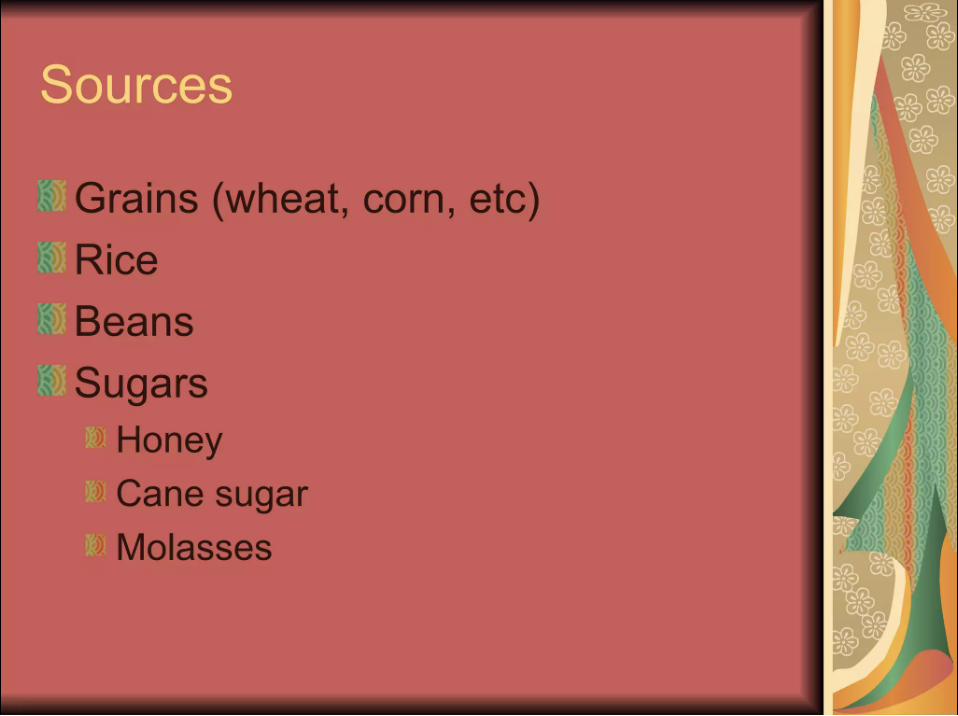 Sources
Grains (wheat, corn, etc)
Rice
Beans
Sugars
Honey
Cane sugar
Molasses